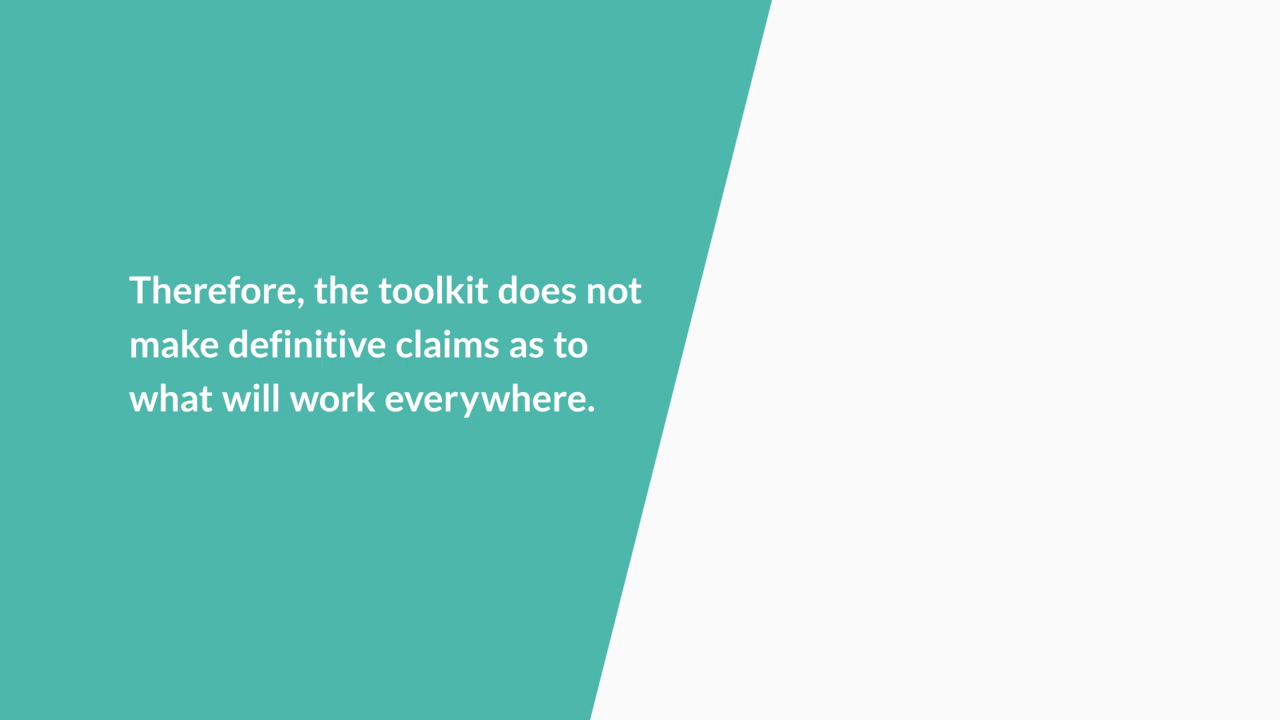 Therefore, the toolkit does not
make definitive claims as to
what will work everywhere.